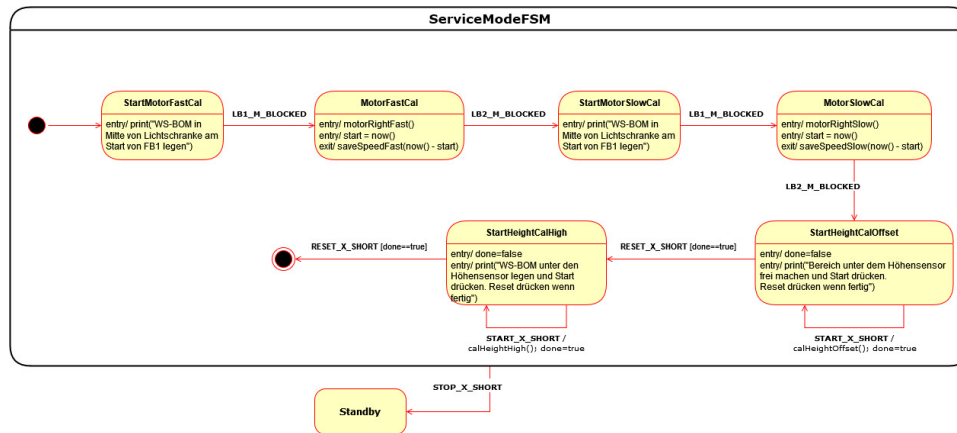 ServiceModeFSM
StartMotorFastCal
entry/ print("WS-BOM in
Mitte von Lichtschranke am
Start von FB1 legen")
LB1_M_BLOCKED
MotorFastCal
entry/ motorRightFast()
entry/ start = now()
exit/ saveSpeedFast(now() - start)
LB2_M_BLOCKED
StartMotorSlowCal
entry/ print("WS-BOM in
Mitte von Lichtschranke am
Start von FB1 legen")
LB1_M_BLOCKED
MotorSlowCal
entry/ motorRightSlow()
entry/ start = now()
exit/ saveSpeedSlow(now() - start)
LB2_M_BLOCKED
StartHeightCalOffset
entry/ done=false
entry/ print("Bereich unter dem Höhensensor
frei machen und Start drücken.
Reset drücken wenn fertig")
START_X_SHORT /
calHeightOffset(); done=true
RESET_X_SHORT [done==true]
StartHeightCalHigh
entry/ done=false
entry/ print("WS-BOM unter den
Höhensensor legen und Start
drücken. Reset drücken wenn
fertig")
START_X_SHORT /
calHeightHigh(); done=true
RESET_X_SHORT [done==true]
STOP_X_SHORT
Standby